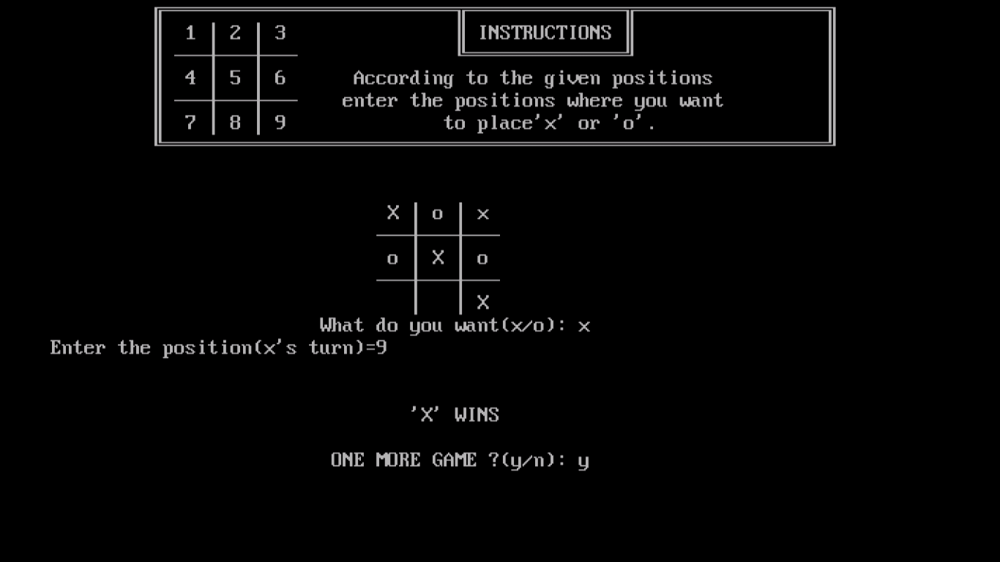 1 2 3
INSTRUCTIONS
4 5 6
According to the given positions
enter the positions where you want
7 8 9
to place'x' or 'o'.
X o x
o X o
X
What do you want(x/o): x
Enter the position(x's turn)=9
'X' WINS
ONE MORE GAME ?(y/n): y